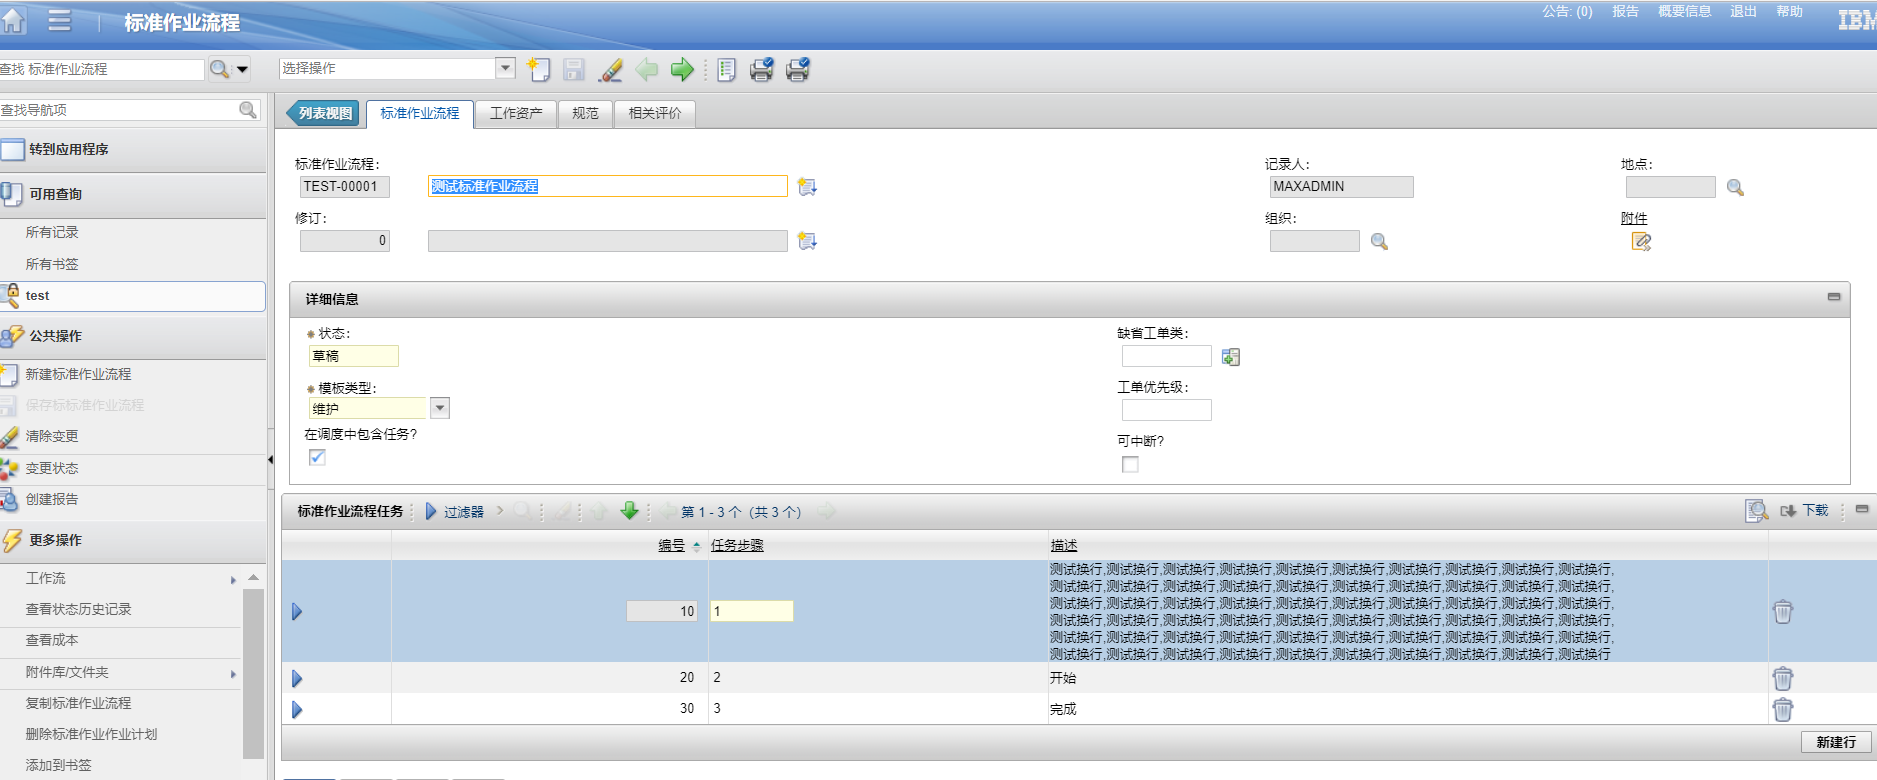 标准作业流程
公告: (0) 报告 概要信息 退出 帮助
IBM
查找 标准作业流程
选择操作
查找导航项
转到应用程序
可用查询
所有记录
所有书签
test
公共操作
新建标准作业流程
保存标标准作业流程
清除变更
变更状态
创建报告
更多操作
工作流
查看状态历史记录
查看成本
附件库/文件夹
复制标准作业流程
删除标准作业作业计划
添加到书签
列表视图 标准作业流程 工作资产 规范 相关评价
标准作业流程: 记录人: 地点:
TEST-00001 测试标准作业流程 MAXADMIN
修订: 组织: 附件
0
详细信息
状态: 缺省工单类:
草稿
模板类型: 工单优先级:
维护
在调度中包含任务? 可中断?
标准作业流程任务 过滤器 第 1 - 3 个 (共 3 个) 下载
编号 任务步骤 描述
测试换行,测试换行,测试换行,测试换行,测试换行,测试换行,测试换行,测试换行,测试换行,测试换行,
测试换行,测试换行,测试换行,测试换行,测试换行,测试换行,测试换行,测试换行,测试换行,测试换行,
测试换行,测试换行,测试换行,测试换行,测试换行,测试换行,测试换行,测试换行,测试换行,测试换行,
10 1 测试换行,测试换行,测试换行,测试换行,测试换行,测试换行,测试换行,测试换行,测试换行,测试换行,
测试换行,测试换行,测试换行,测试换行,测试换行,测试换行,测试换行,测试换行,测试换行,测试换行,
测试换行,测试换行,测试换行,测试换行,测试换行,测试换行,测试换行,测试换行,测试换行,测试换行
20 2 开始
30 3 完成
新建行